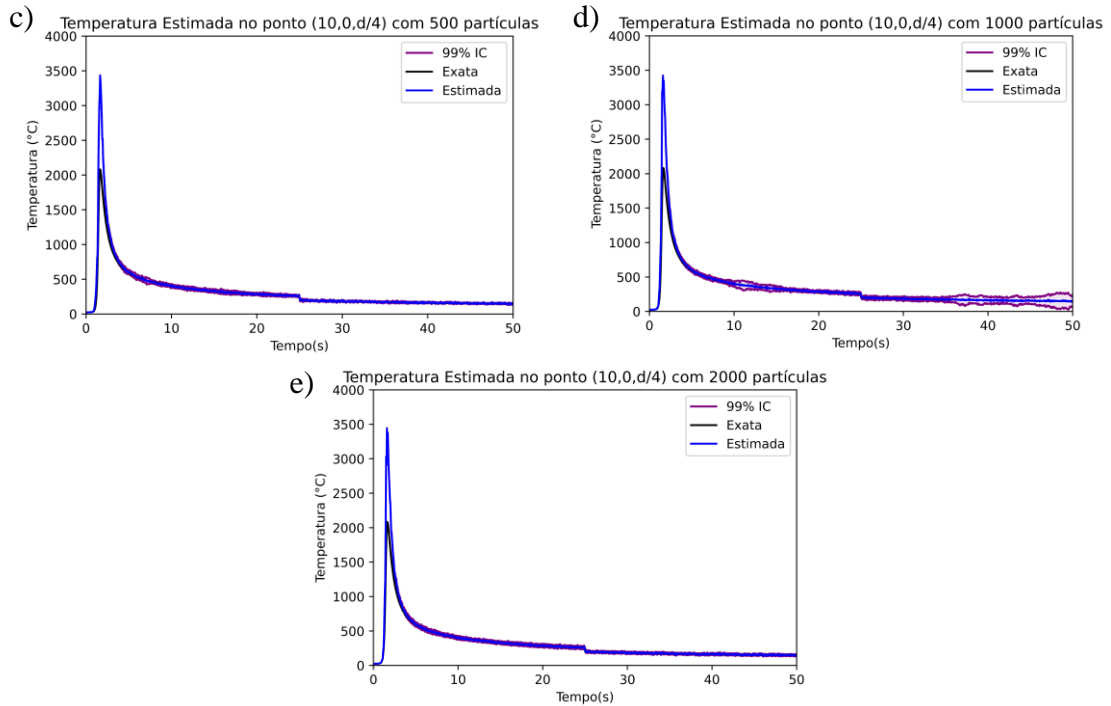 c)
Temperatura Estimada no ponto (10,0,d/4) com 500 partículas
4000
3500
3000
2500
2000
1500
1000
500
0
Temperatura (°C)
99% IC
Exata
Estimada
0 10 20 30 40 50
Tempo(s)
d)
Temperatura Estimada no ponto (10,0,d/4) com 1000 partículas
4000
3500
3000
2500
2000
1500
1000
500
0
Temperatura (°C)
99% IC
Exata
Estimada
0 10 20 30 40 50
Tempo(s)
e)
Temperatura Estimada no ponto (10,0,d/4) com 2000 partículas
4000
3500
3000
2500
2000
1500
1000
500
0
Temperatura (°C)
99% IC
Exata
Estimada
0 10 20 30 40 50
Tempo(s)